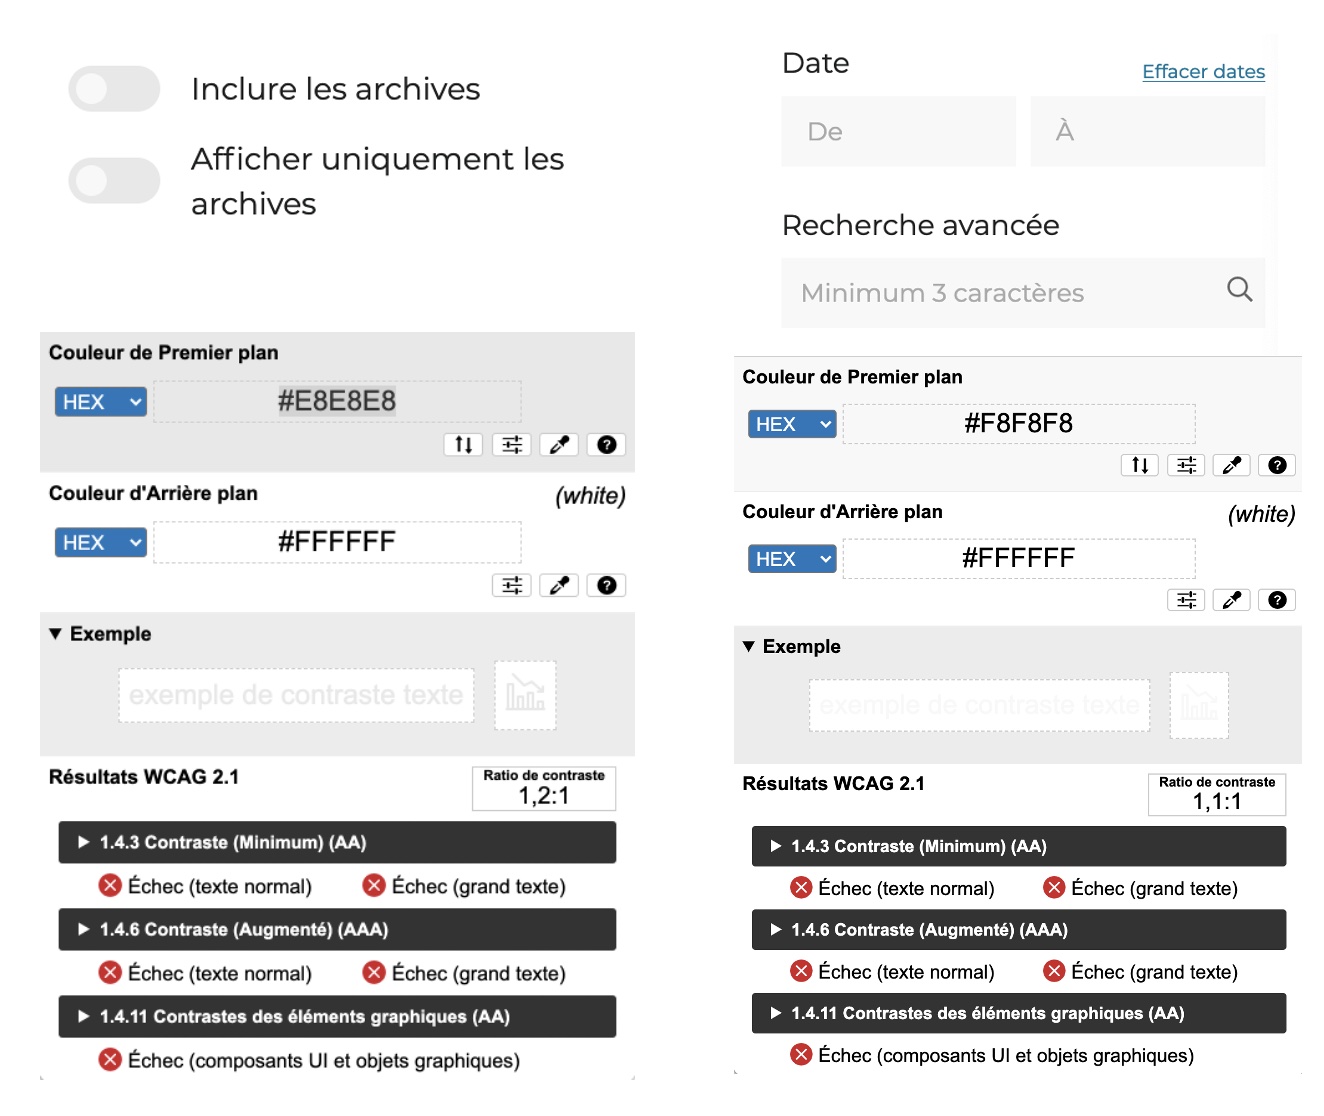 Inclure les archives
Afficher uniquement les
archives
Couleur de Premier plan
HEX
#E8E8E8
Couleur d'Arrière plan
(white)
HEX
#FFFFFF
▼ Exemple
exemple de contraste texte
Résultats WCAG 2.1
Ratio de contraste
1,2:1
1.4.3 Contraste (Minimum) (AA)
Échec (texte normal)
Échec (grand texte)
1.4.6 Contraste (Augmenté) (AAA)
Échec (texte normal)
Échec (grand texte)
1.4.11 Contrastes des éléments graphiques (AA)
Échec (composants UI et objets graphiques)
Date
Effacer dates
De
À
Recherche avancée
Minimum 3 caractères
Couleur de Premier plan
HEX
#F8F8F8
Couleur d'Arrière plan
(white)
HEX
#FFFFFF
▼ Exemple
exemple de contraste texte
Résultats WCAG 2.1
Ratio de contraste
1,1:1
1.4.3 Contraste (Minimum) (AA)
Échec (texte normal)
Échec (grand texte)
1.4.6 Contraste (Augmenté) (AAA)
Échec (texte normal)
Échec (grand texte)
1.4.11 Contrastes des éléments graphiques (AA)
Échec (composants UI et objets graphiques)